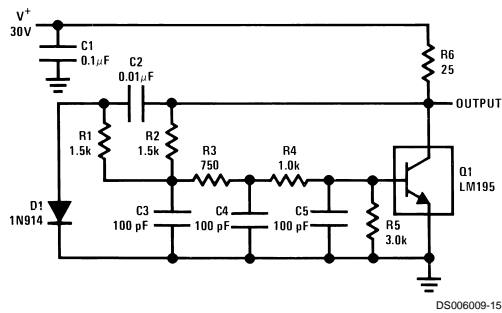 V+
30V
C1
0.1μF
C2
0.01μF
R6
25
OUTPUT
R1
1.5k
R2
1.5k
R3
750
R4
1.0k
Q1
LM195
D1
1N914
C3
100 pF
C4
100 pF
C5
100 pF
R5
3.0k
DS006009-15